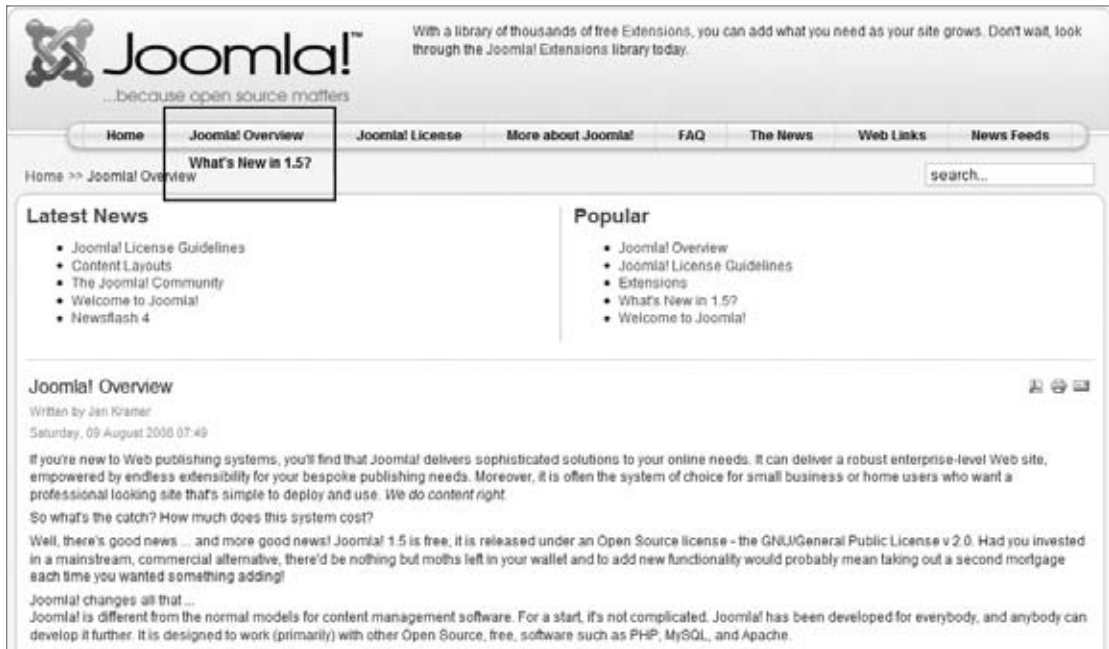 Joomla!™
...because open source matters
With a library of thousands of free Extensions, you can add what you need as your site grows. Don't wait, look
through the Joomla! Extensions library today.
Home Joomla! Overview Joomla! License More about Joomla! FAQ The News Web Links News Feeds
What's New in 1.5?
Home >> Joomla! Overview
search...
Latest News
Joomla! License Guidelines
Content Layouts
The Joomla! Community
Welcome to Joomla!
Newsflash 4
Popular
Joomla! Overview
Joomla! License Guidelines
Extensions
What's New in 1.5?
Welcome to Joomla!
Joomla! Overview
Written by Jen Kramer
Saturday, 09 August 2008 07:49
If you're new to Web publishing systems, you'll find that Joomla! delivers sophisticated solutions to your online needs. It can deliver a robust enterprise-level Web site,
empowered by endless extensibility for your bespoke publishing needs. Moreover, it is often the system of choice for small business or home users who want a
professional looking site that's simple to deploy and use. We do content right.
So what's the catch? How much does this system cost?
Well, there's good news ... and more good news! Joomla! 1.5 is free, it is released under an Open Source license - the GNU/General Public License v 2.0. Had you invested
in a mainstream, commercial alternative, there'd be nothing but moths left in your wallet and to add new functionality would probably mean taking out a second mortgage
each time you wanted something adding!
Joomla! changes all that ...
Joomla! is different from the normal models for content management software. For a start, it's not complicated. Joomla! has been developed for everybody, and anybody can
develop it further. It is designed to work (primarily) with other Open Source, free, software such as PHP, MySQL, and Apache.